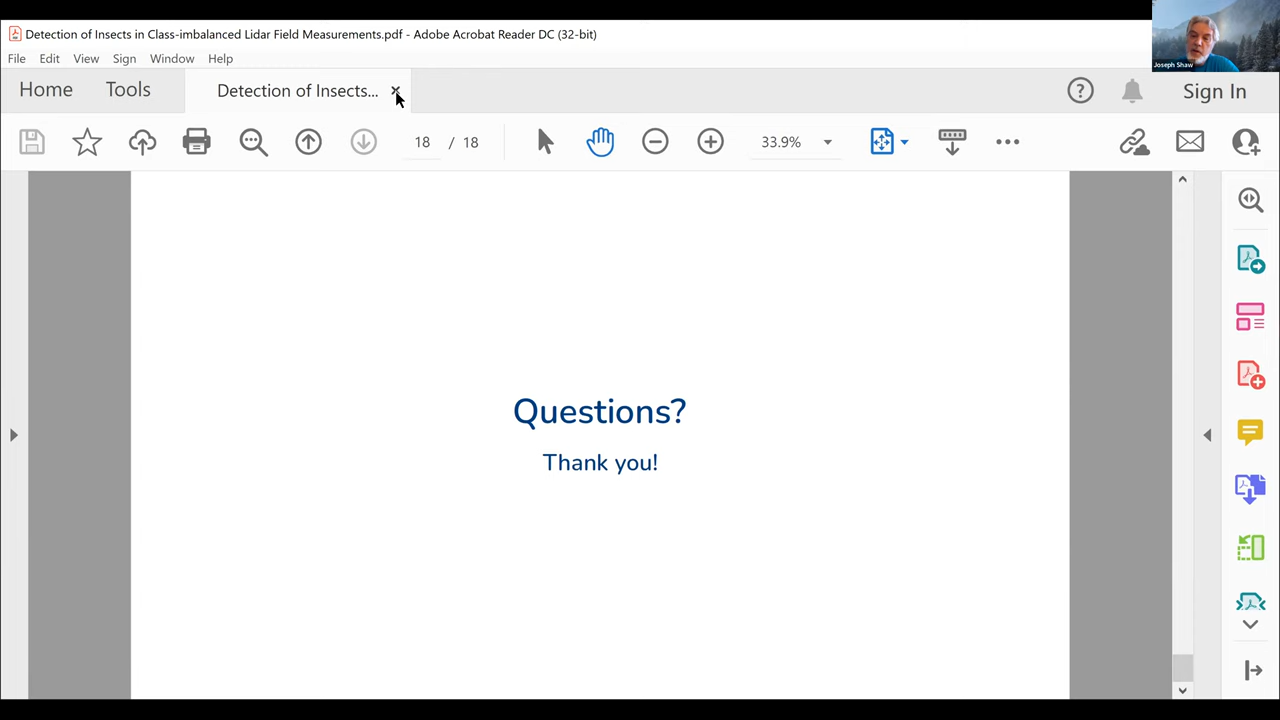 Detection of Insects in Class-imbalanced Lidar Field Measurements.pdf - Adobe Acrobat Reader DC (32-bit)
Joseph Shaw
File Edit View Sign Window Help
Home Tools Detection of Insects... Sign In
18 / 18 33.9%
Questions?
Thank you!